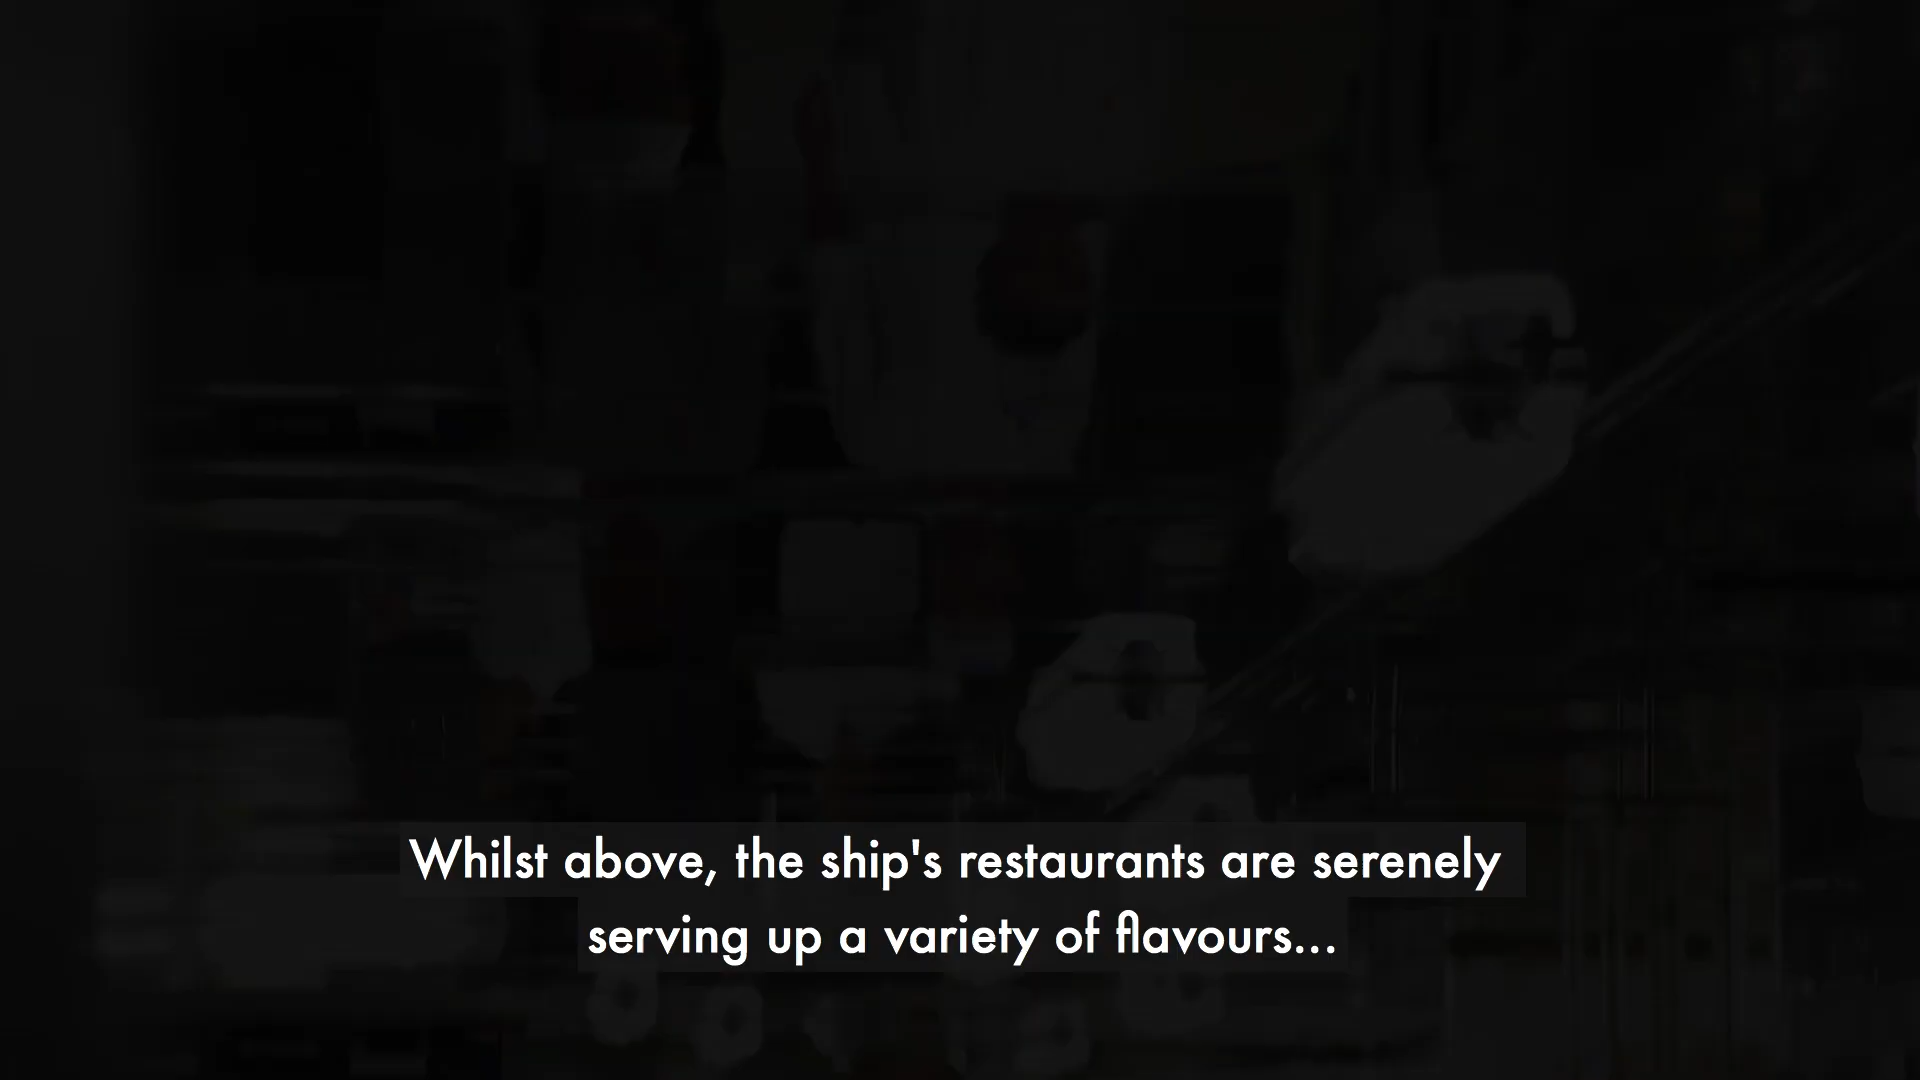 Whilst above, the ship's restaurants are serenely
serving up a variety of flavours...